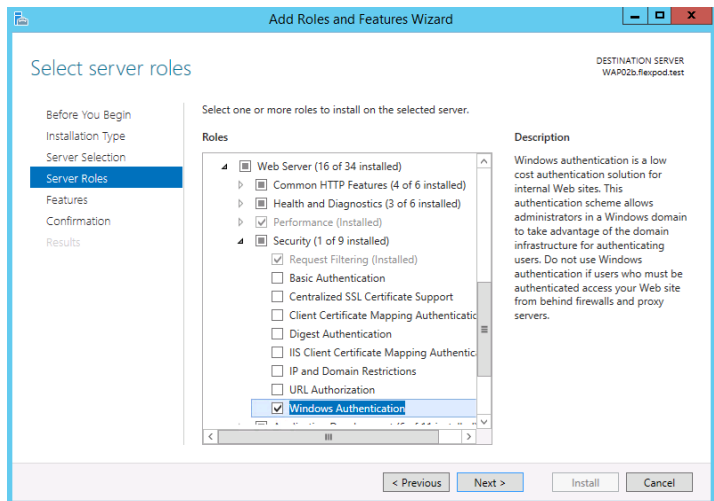 Add Roles and Features Wizard
Select server roles
DESTINATION SERVER
WAP02b.flexpod.test
Before You Begin
Installation Type
Server Selection
Server Roles
Features
Confirmation
Results
Select one or more roles to install on the selected server.
Roles
Web Server (16 of 34 installed)
Common HTTP Features (4 of 6 installed)
Health and Diagnostics (3 of 6 installed)
Performance (Installed)
Security (1 of 9 installed)
Request Filtering (Installed)
Basic Authentication
Centralized SSL Certificate Support
Client Certificate Mapping Authenticatic
Digest Authentication
IIS Client Certificate Mapping Authentic
IP and Domain Restrictions
URL Authorization
Windows Authentication
Description
Windows authentication is a low
cost authentication solution for
internal Web sites. This
authentication scheme allows
administrators in a Windows domain
to take advantage of the domain
infrastructure for authenticating
users. Do not use Windows
authentication if users who must be
authenticated access your Web site
from behind firewalls and proxy
servers.
< Previous
Next >
Install
Cancel